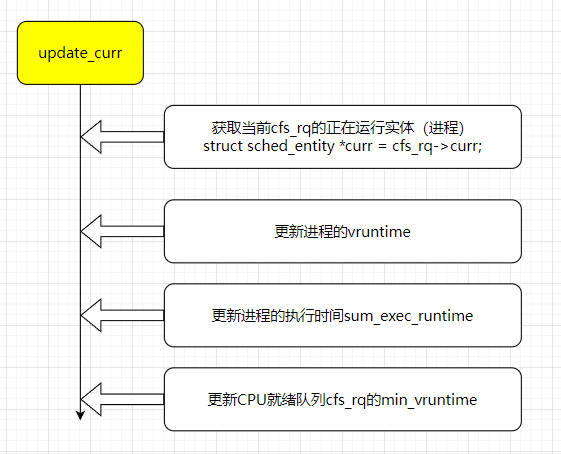 update_curr
获取当前cfs_rq的正在运行实体（进程）
struct sched_entity *curr = cfs_rq->curr;
更新进程的vruntime
更新进程的执行时间sum_exec_runtime
更新CPU就绪队列cfs_rq的min_vruntime